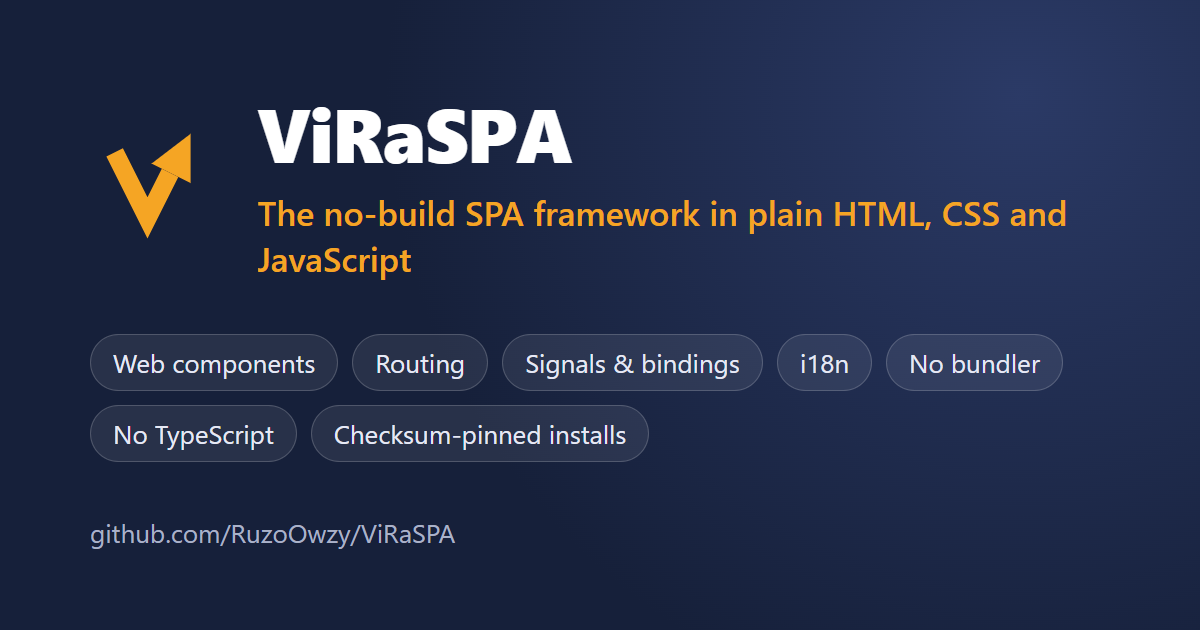 ViRaSPA
The no-build SPA framework in plain HTML, CSS and
JavaScript
Web components
Routing
Signals & bindings
i18n
No bundler
No TypeScript
Checksum-pinned installs
github.com/RuzoOwzy/ViRaSPA